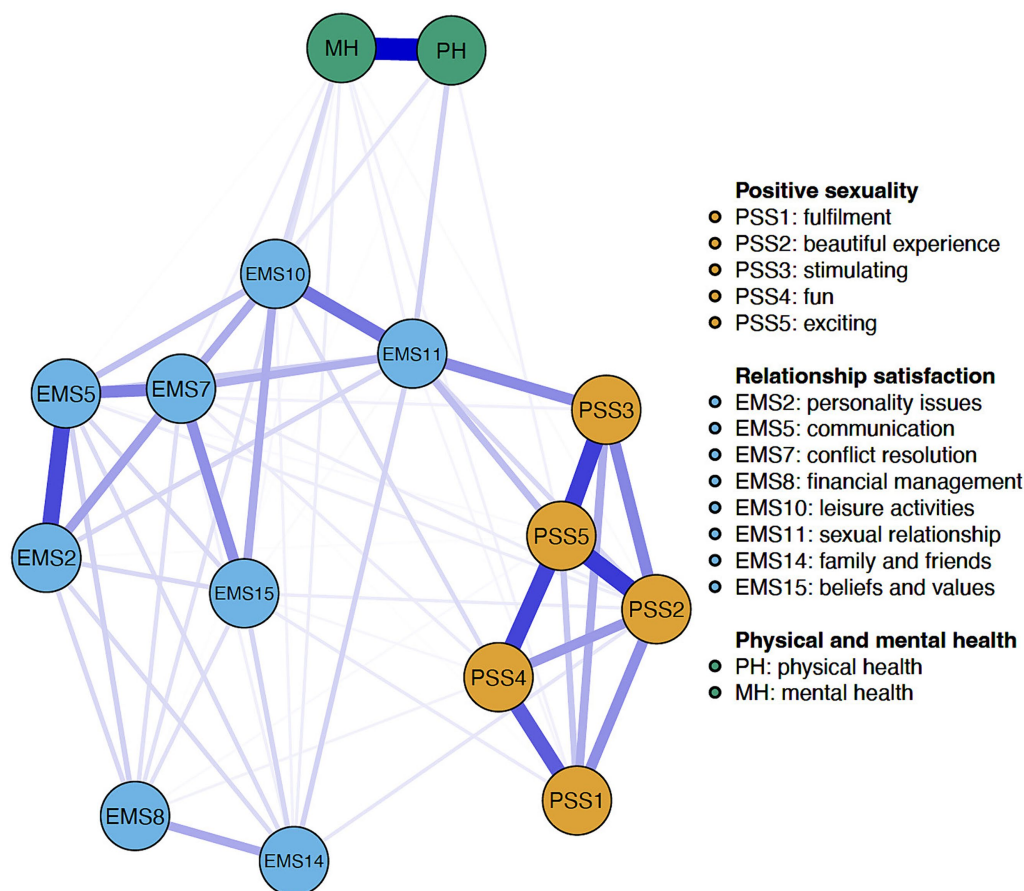 MH
PH
EMS10
EMS11
EMS5
EMS7
PSS3
PSS5
EMS2
EMS15
PSS2
PSS4
EMS8
PSS1
EMS14
Positive sexuality
PSS1: fulfilment
PSS2: beautiful experience
PSS3: stimulating
PSS4: fun
PSS5: exciting
Relationship satisfaction
EMS2: personality issues
EMS5: communication
EMS7: conflict resolution
EMS8: financial management
EMS10: leisure activities
EMS11: sexual relationship
EMS14: family and friends
EMS15: beliefs and values
Physical and mental health
PH: physical health
MH: mental health